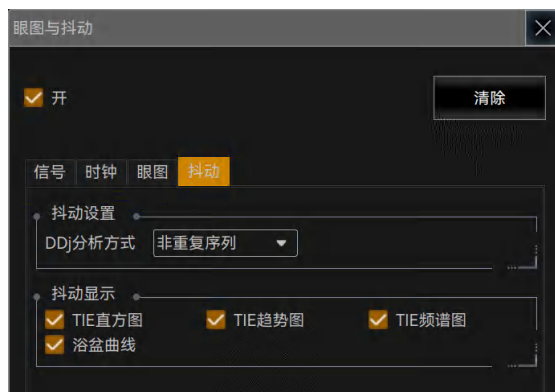 眼图与抖动
开
清除
信号 时钟 眼图 抖动
抖动设置
DDj分析方式 非重复序列
抖动显示
TIE直方图 TIE趋势图 TIE频谱图
浴盆曲线